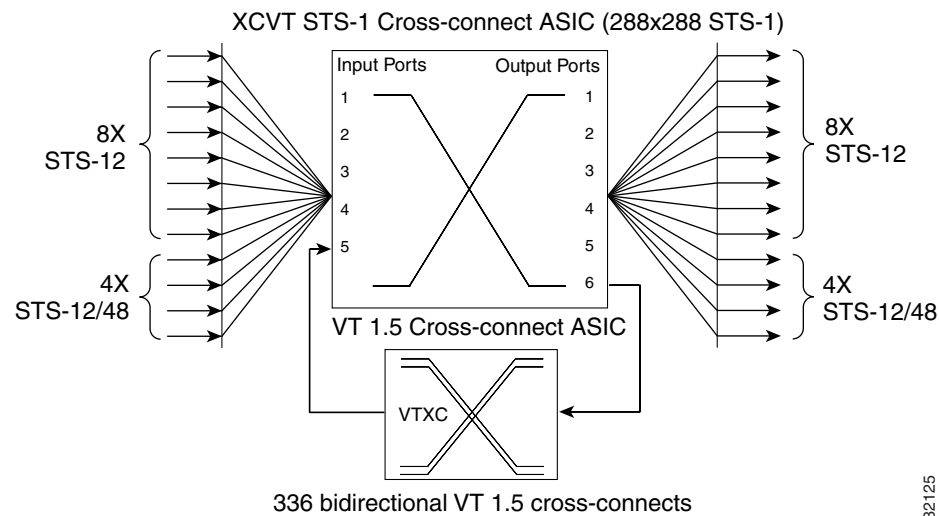 XCVT STS-1 Cross-connect ASIC (288x288 STS-1)
Input Ports
Output Ports
1
2
3
4
5
1
2
3
4
5
6
8X
STS-12
4X
STS-12/48
8X
STS-12
4X
STS-12/48
VT 1.5 Cross-connect ASIC
VTXC
336 bidirectional VT 1.5 cross-connects